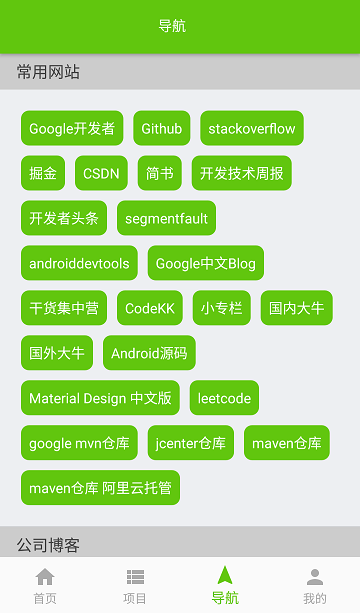 导航
常用网站
Google开发者 Github stackoverflow
掘金 CSDN 简书 开发技术周报
开发者头条 segmentfault
androiddevtools Google中文Blog
干货集中营 CodeKK 小专栏 国内大牛
国外大牛 Android源码
Material Design 中文版 leetcode
google mvn仓库 jcenter仓库 maven仓库
maven仓库 阿里云托管
公司博客
首页 项目 导航 我的